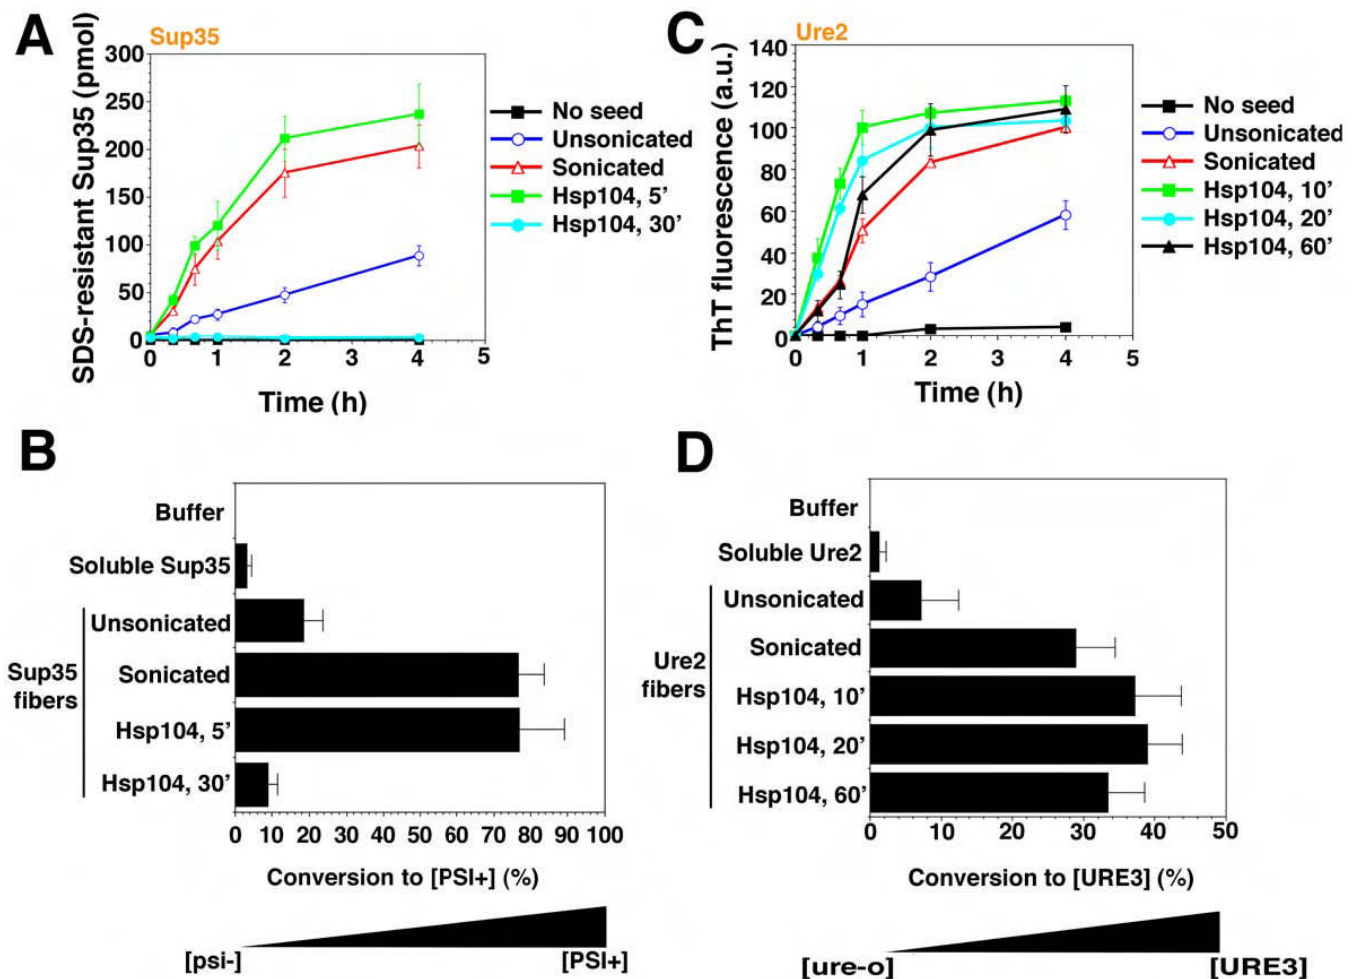 A
Sup35
SDS-resistant Sup35 (pmol)
300
250
200
150
100
50
0
0 1 2 3 4 5
Time (h)
No seed
Unsonicated
Sonicated
Hsp104, 5’
Hsp104, 30’
C
Ure2
ThT fluorescence (a.u.)
140
120
100
80
60
40
20
0
0 1 2 3 4 5
Time (h)
No seed
Unsonicated
Sonicated
Hsp104, 10’
Hsp104, 20’
Hsp104, 60’
B
Buffer
Soluble Sup35
Unsonicated
Sonicated
Hsp104, 5’
Hsp104, 30’
Sup35
fibers
0 10 20 30 40 50 60 70 80 90 100
Conversion to [PSI+] (%)
[psi-] [PSI+]
D
Buffer
Soluble Ure2
Unsonicated
Sonicated
Hsp104, 10’
Hsp104, 20’
Hsp104, 60’
Ure2
fibers
0 10 20 30 40 50
Conversion to [URE3] (%)
[ure-o] [URE3]